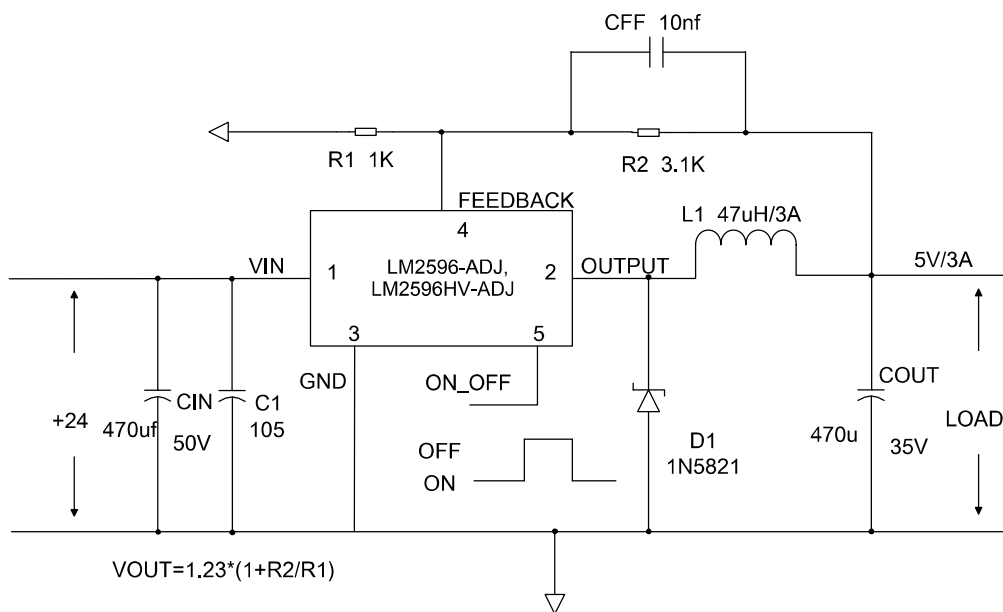 CFF 10nf
R1 1K
R2 3.1K
FEEDBACK
4
L1 47uH/3A
VIN
1
LM2596-ADJ,
LM2596HV-ADJ
2
OUTPUT
5V/3A
3
5
GND
ON_OFF
+24
470uf
CIN
50V
C1
105
OFF
ON
D1
1N5821
COUT
470u
35V
LOAD
VOUT=1.23*(1+R2/R1)